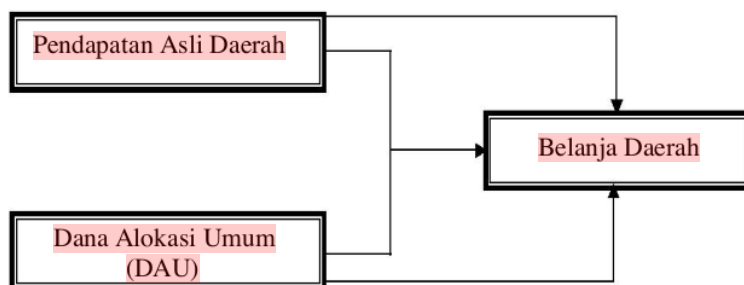 Pendapatan Asli Daerah
Belanja Daerah
Dana Alokasi Umum
(DAU)